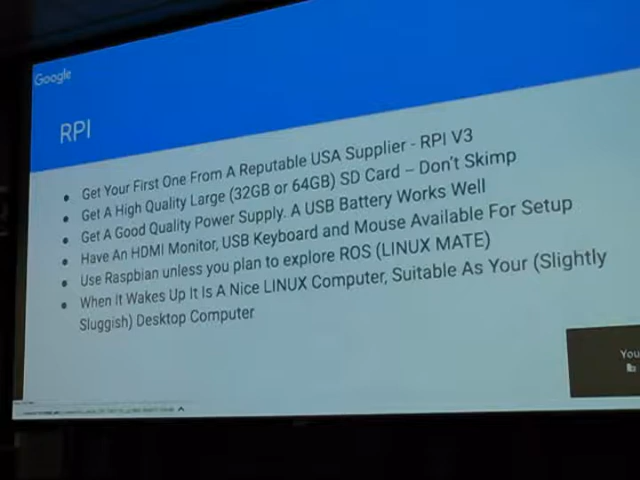 Google
RPI
• Get Your First One From A Reputable USA Supplier - RPI V3
• Get A High Quality Large (32GB or 64GB) SD Card – Don't Skimp
• Get A Good Quality Power Supply. A USB Battery Works Well
• Have An HDMI Monitor, USB Keyboard and Mouse Available For Setup
• Use Raspbian unless you plan to explore ROS (LINUX MATE)
• When It Wakes Up It Is A Nice LINUX Computer, Suitable As Your (Slightly
Sluggish) Desktop Computer
You